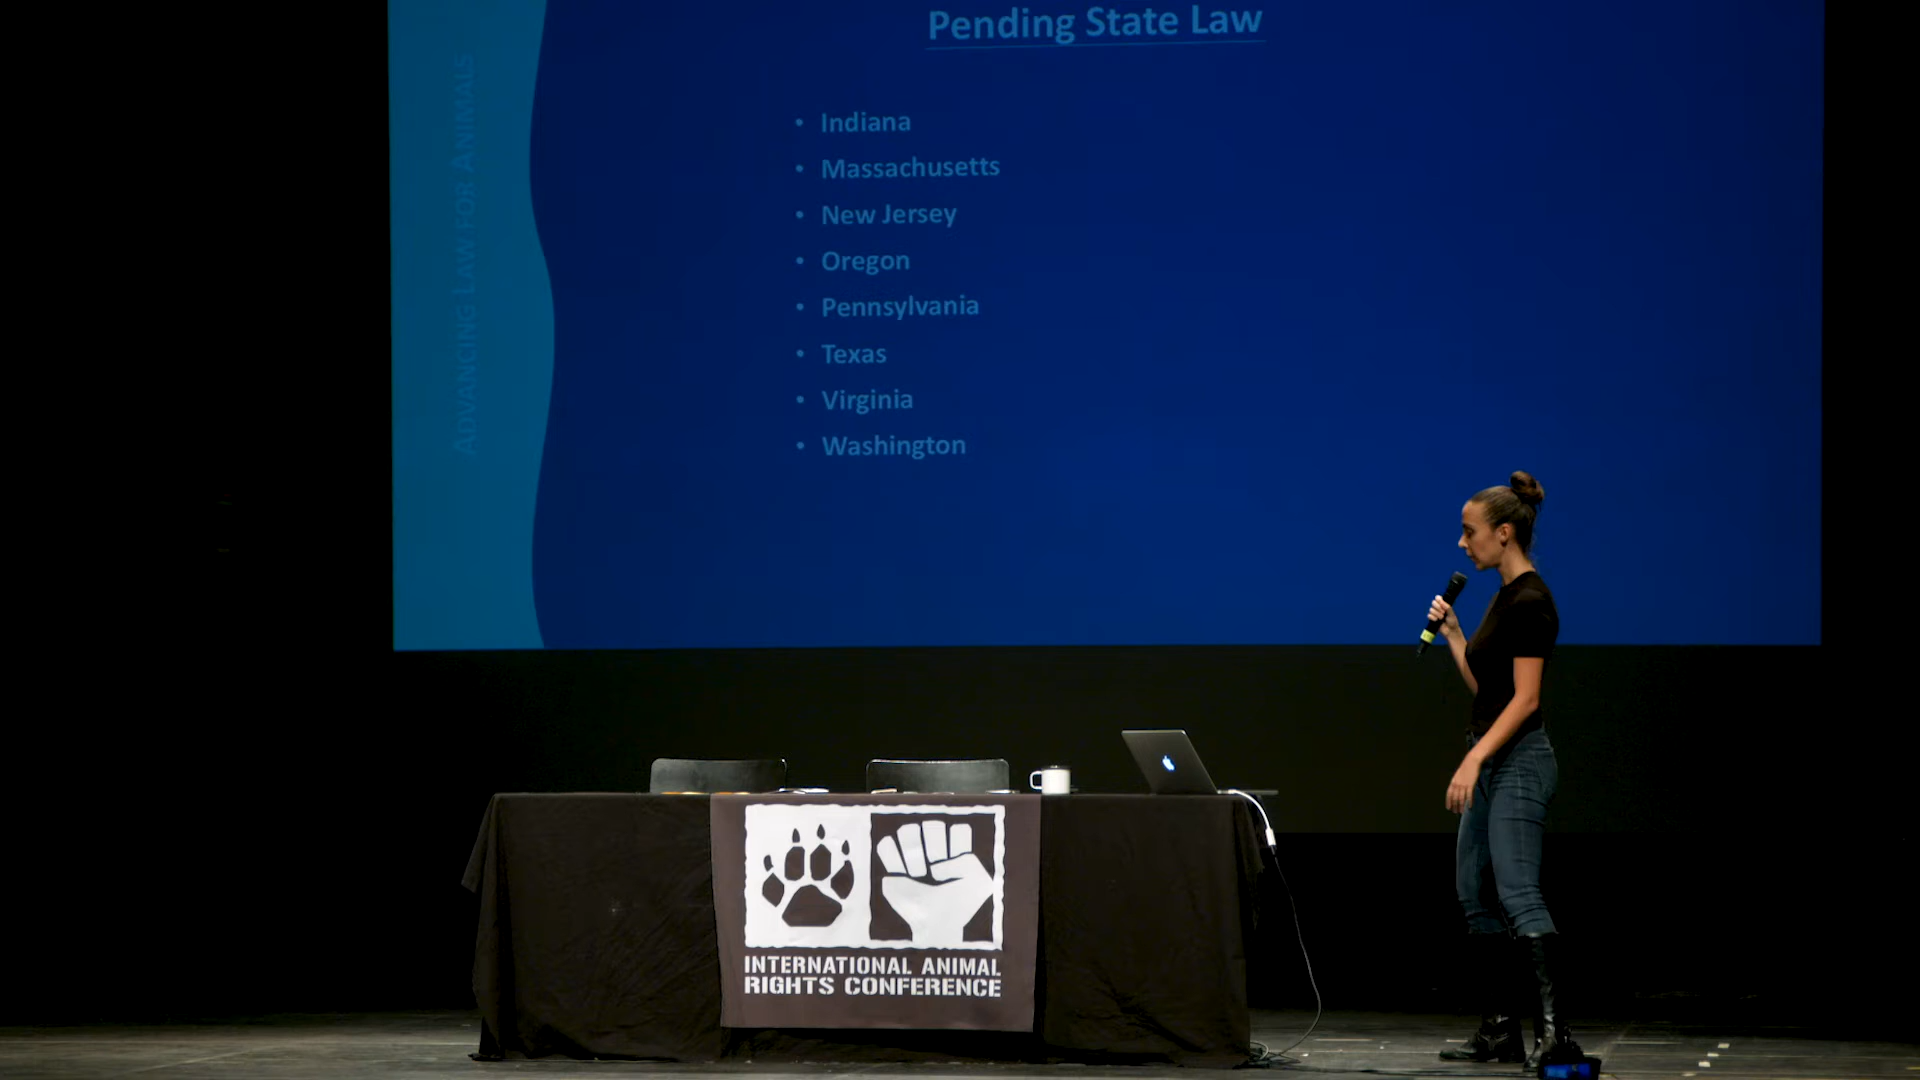 Pending State Law
ADVANCING LAW FOR ANIMALS
• Indiana
• Massachusetts
• New Jersey
• Oregon
• Pennsylvania
• Texas
• Virginia
• Washington
INTERNATIONAL ANIMAL
RIGHTS CONFERENCE